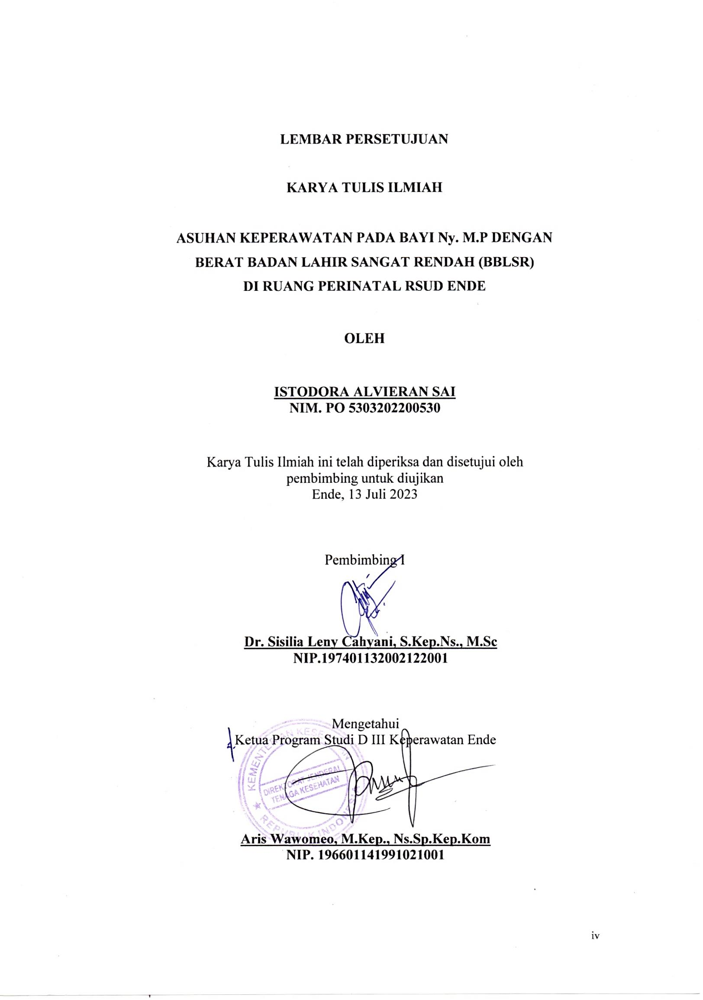 LEMBAR PERSETUJUAN
KARYA TULIS ILMIAH
ASUHAN KEPERAWATAN PADA BAYI Ny. M.P DENGAN
BERAT BADAN LAHIR SANGAT RENDAH (BBLSR)
DI RUANG PERINATAL RSUD ENDE
OLEH
ISTODORA ALVIERAN SAI
NIM. PO 5303202200530
Karya Tulis Ilmiah ini telah diperiksa dan disetujui oleh
pembimbing untuk diujikan
Ende, 13 Juli 2023
Pembimbing I
Dr. Sisilia Leny Cahyani, S.Kep.Ns., M.Sc
NIP.197401132002122001
Mengetahui
Ketua Program Studi D III Keperawatan Ende
KEMENTERIAN KESEHATAN
DIREKTORAT JENDERAL
TENAGA KESEHATAN
REPUBLIK INDONESIA
Aris Wawomeo, M.Kep., Ns.Sp.Kep.Kom
NIP. 196601141991021001
iv